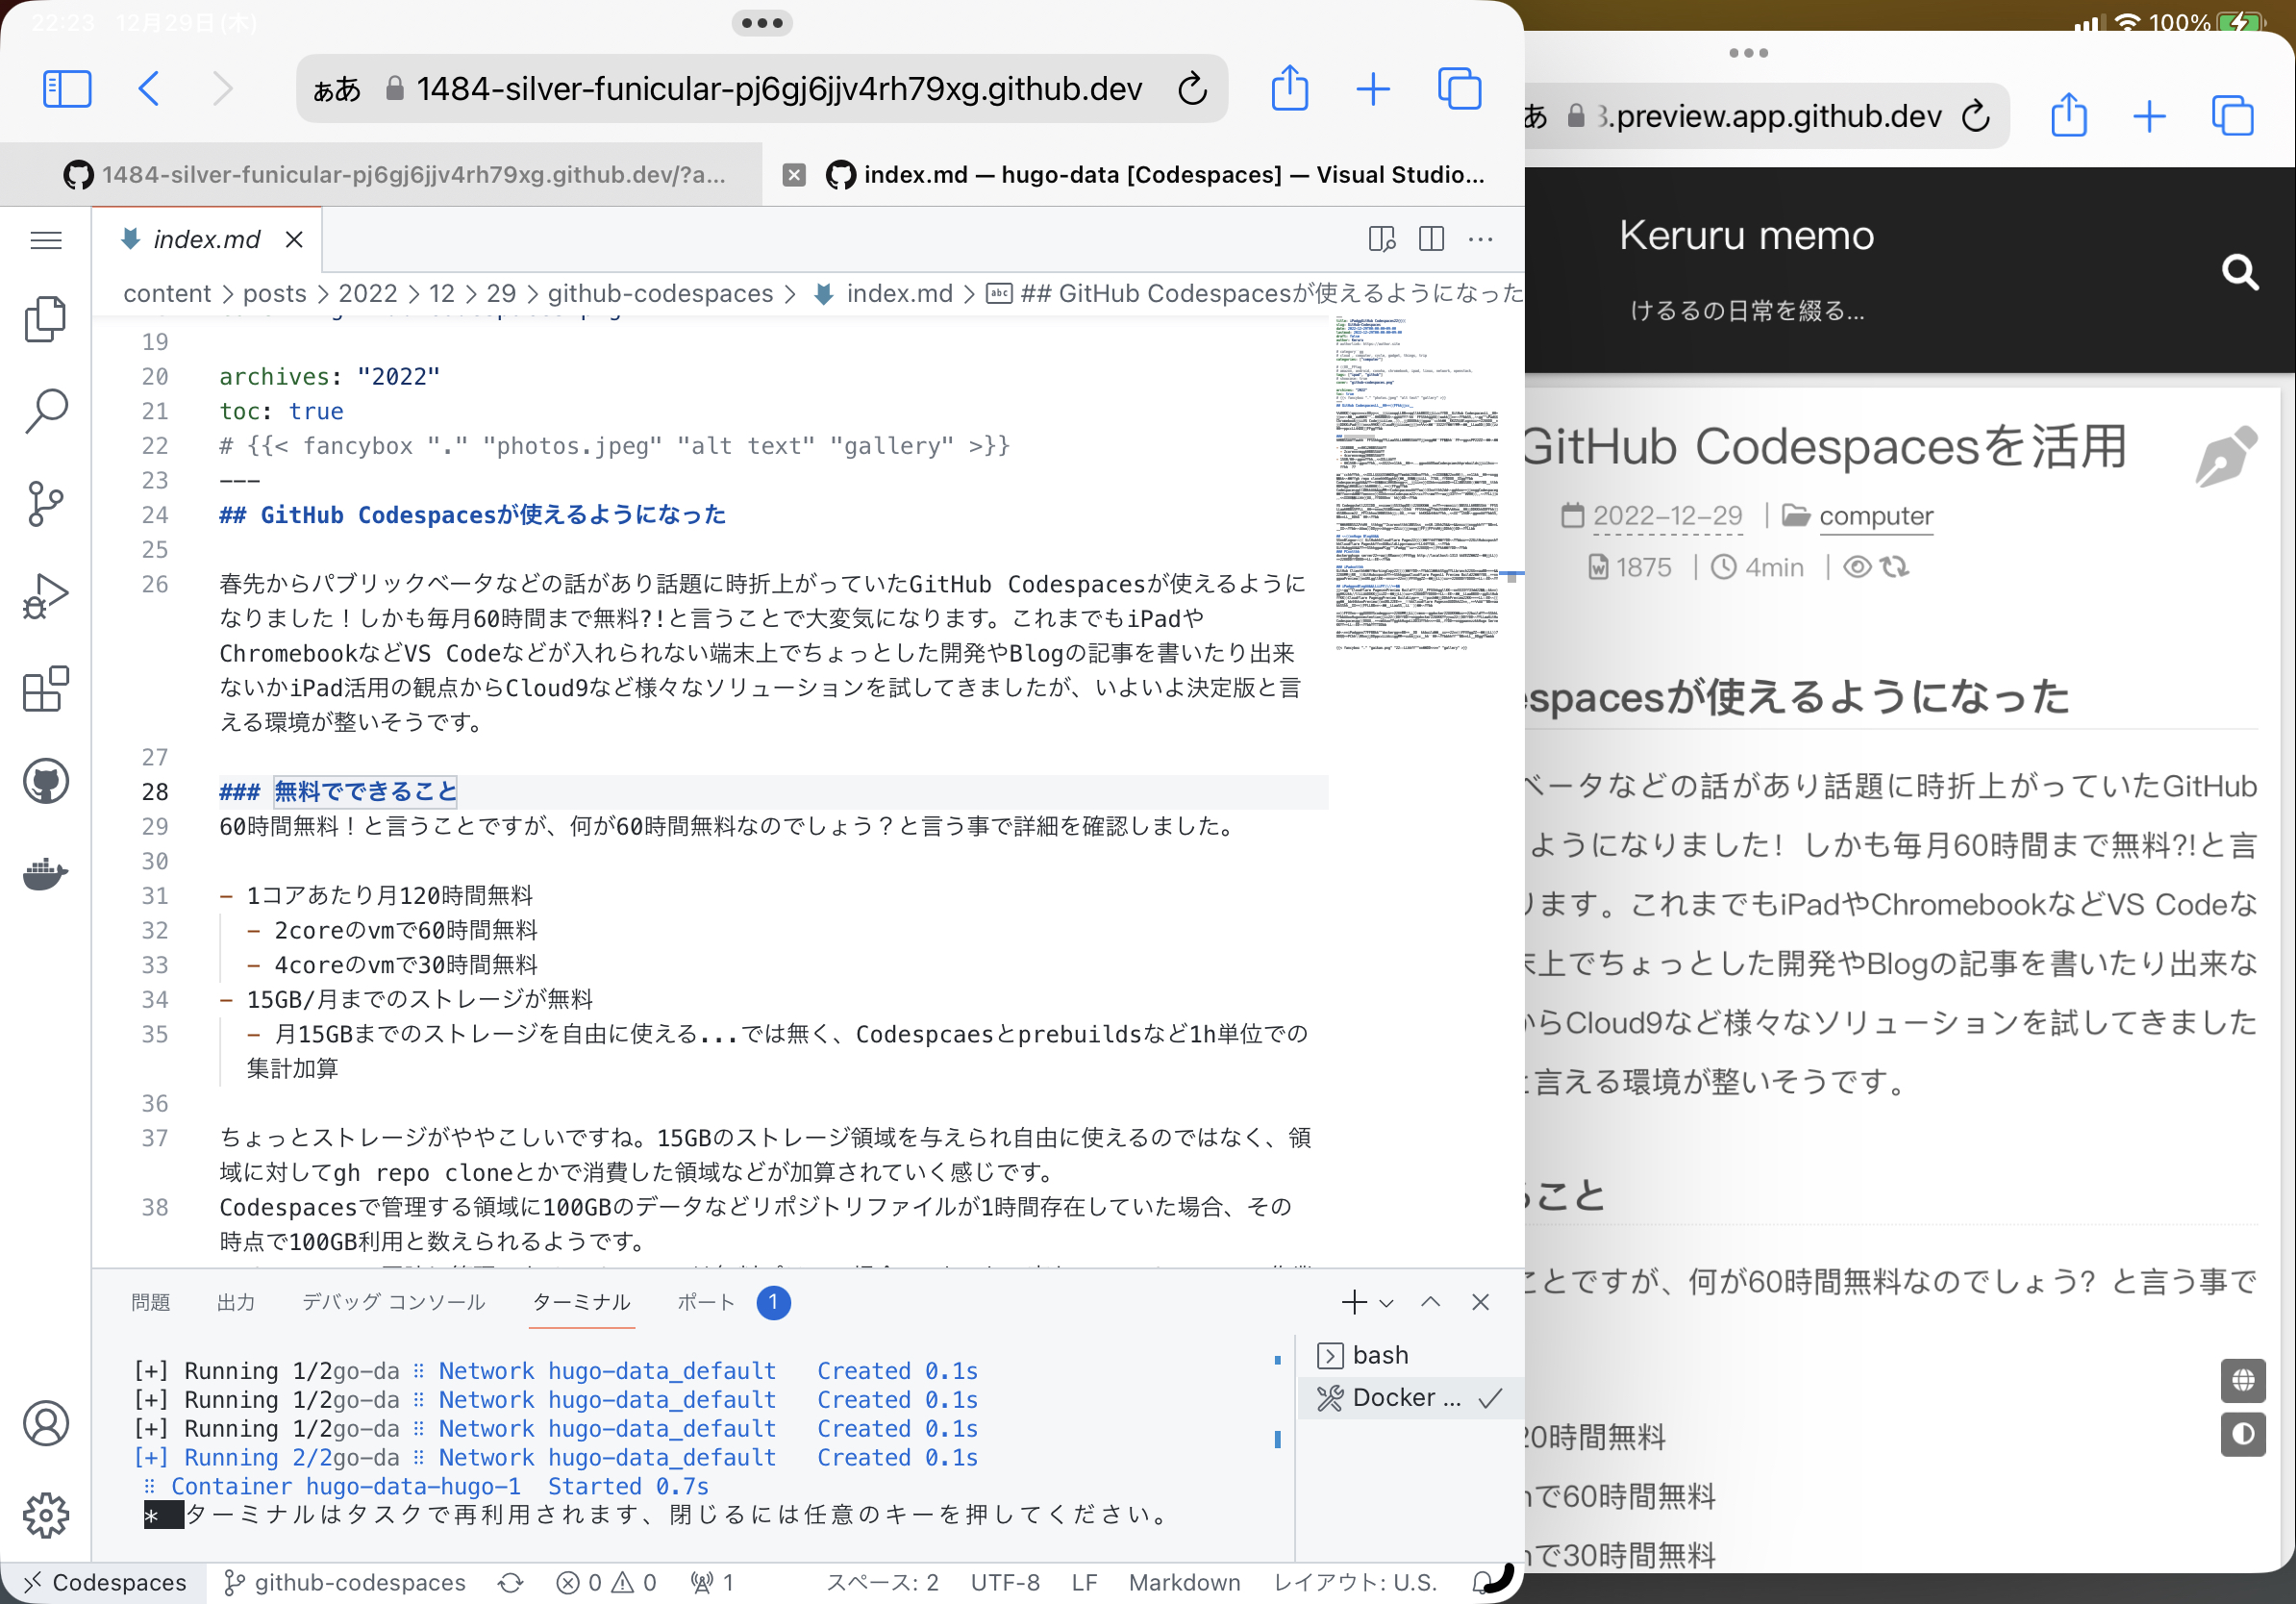 22:23 12月29日(木)
100%
ぁあ 1484-silver-funicular-pj6gj6jjv4rh79xg.github.dev
1484-silver-funicular-pj6gj6jjv4rh79xg.github.dev/?a...
index.md — hugo-data [Codespaces] — Visual Studio...
index.md
content > posts > 2022 > 12 > 29 > github-codespaces > index.md > ## GitHub Codespacesが使えるようになった
19
20 archives: "2022"
21 toc: true
22 # {{< fancybox "." "photos.jpeg" "alt text" "gallery" >}}
23 ---
24 ## GitHub Codespacesが使えるようになった
25
26 春先からパブリックベータなどの話があり話題に時折上がっていたGitHub Codespacesが使えるように
なりました！しかも毎月60時間まで無料?!と言うことで大変気になります。これまでもiPadや
ChromebookなどVS Codeなどが入れられない端末上でちょっとした開発やBlogの記事を書いたり出来
ないかiPad活用の観点からCloud9など様々なソリューションを試してきましたが、いよいよ決定版と言
える環境が整いそうです。
27
28 ### 無料でできること
29 60時間無料！と言うことですが、何が60時間無料なのでしょう？と言う事で詳細を確認しました。
30
31 - 1コアあたり月120時間無料
32 - 2coreのvmで60時間無料
33 - 4coreのvmで30時間無料
34 - 15GB/月までのストレージが無料
35 - 月15GBまでのストレージを自由に使える...では無く、Codespcaesとprebuildsなど1h単位での
集計加算
36
37 ちょっとストレージがややこしいですね。15GBのストレージ領域を与えられ自由に使えるのではなく、領
域に対してgh repo cloneとかで消費した領域などが加算されていく感じです。
38 Codespacesで管理する領域に100GBのデータなどリポジトリファイルが1時間存在していた場合、その
時点で100GB利用と数えられるようです。
問題 出力 デバッグ コンソール ターミナル ポート 1
[+] Running 1/2go-da ⠿ Network hugo-data_default Created 0.1s
[+] Running 1/2go-da ⠿ Network hugo-data_default Created 0.1s
[+] Running 1/2go-da ⠿ Network hugo-data_default Created 0.1s
[+] Running 2/2go-da ⠿ Network hugo-data_default Created 0.1s
⠿ Container hugo-data-hugo-1 Started 0.7s
* ターミナルはタスクで再利用されます、閉じるには任意のキーを押してください。
bash
Docker ...
Codespaces github-codespaces 0 0 1 スペース: 2 UTF-8 LF Markdown レイアウト: U.S.
あ .preview.app.github.dev
Keruru memo
けるるの日常を綴る...
GitHub Codespacesを活用
2022-12-29 | computer
1875 | 4min |
espacesが使えるようになった
ベータなどの話があり話題に時折上がっていたGitHub
ようになりました！しかも毎月60時間まで無料?!と言
ります。これまでもiPadやChromebookなどVS Codeな
末上でちょっとした開発やBlogの記事を書いたり出来な
からCloud9など様々なソリューションを試してきました
と言える環境が整いそうです。
ること
ことですが、何が60時間無料なのでしょう？と言う事で
20時間無料
mで60時間無料
mで30時間無料